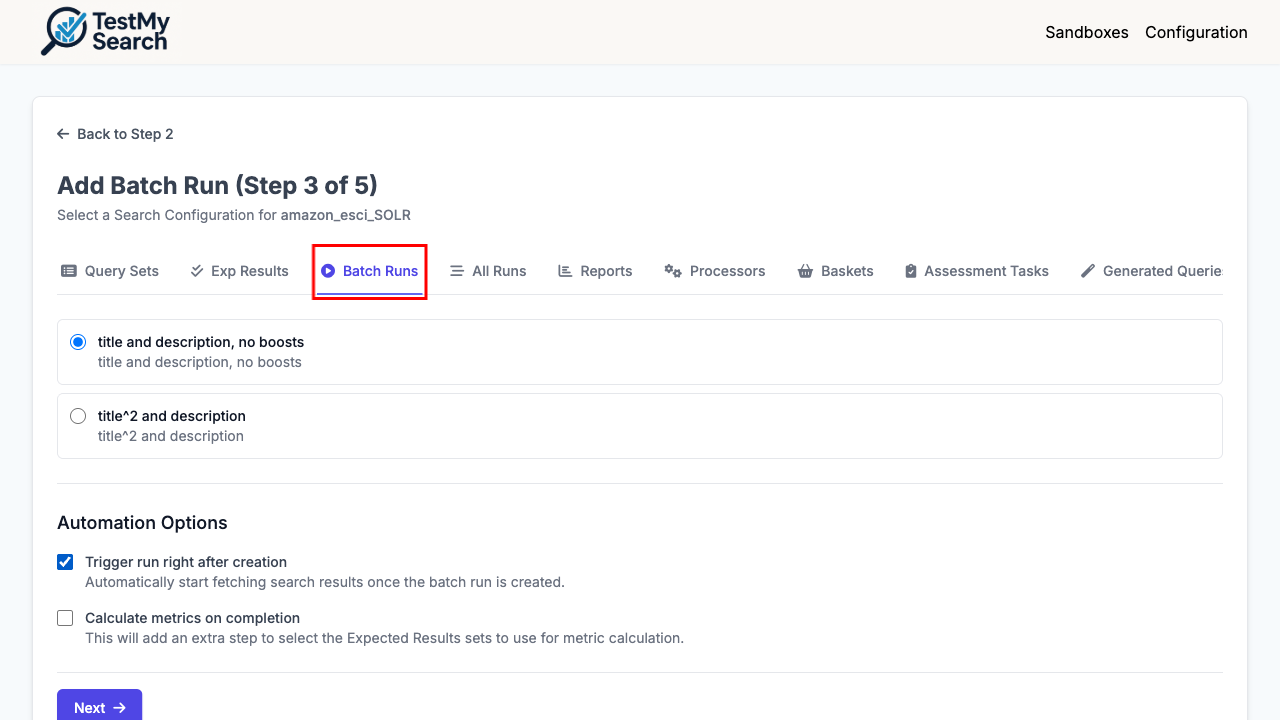 TestMy
Search
Sandboxes Configuration
Back to Step 2
Add Batch Run (Step 3 of 5)
Select a Search Configuration for amazon_esci_SOLR
Query Sets Exp Results Batch Runs All Runs Reports Processors Baskets Assessment Tasks Generated Querie
title and description, no boosts
title and description, no boosts
title^2 and description
title^2 and description
Automation Options
Trigger run right after creation
Automatically start fetching search results once the batch run is created.
Calculate metrics on completion
This will add an extra step to select the Expected Results sets to use for metric calculation.
Next